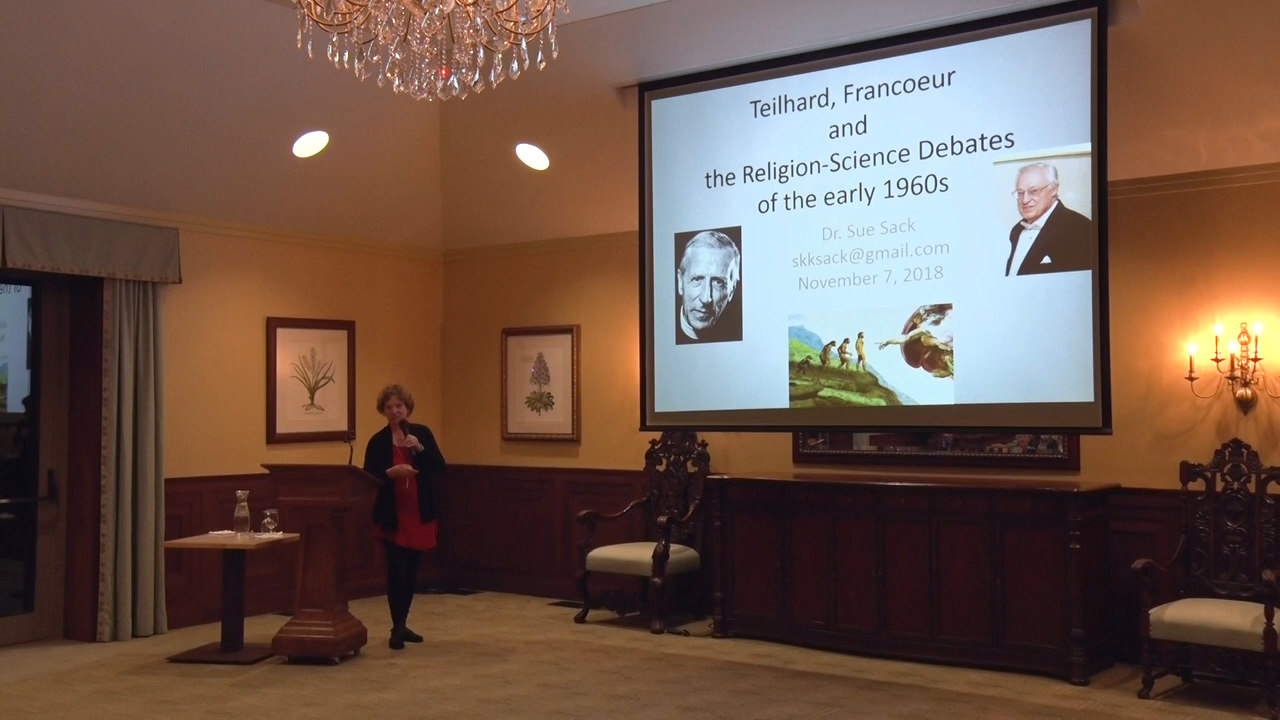 Teilhard, Francoeur
and
the Religion-Science Debates
of the early 1960s
Dr. Sue Sack
skksack@gmail.com
November 7, 2018